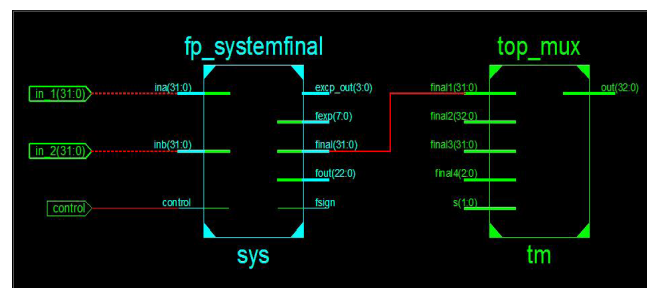 fp_systemfinal top_mux
in_1(31:0) ina(31:0) excp_out(3:0) final1(31:0) out(32:0)
fexp(7:0) final2(32:0)
in_2(31:0) inb(31:0) final(31:0) final3(31:0)
fout(22:0) final4(2:0)
control control fsign s(1:0)
sys tm